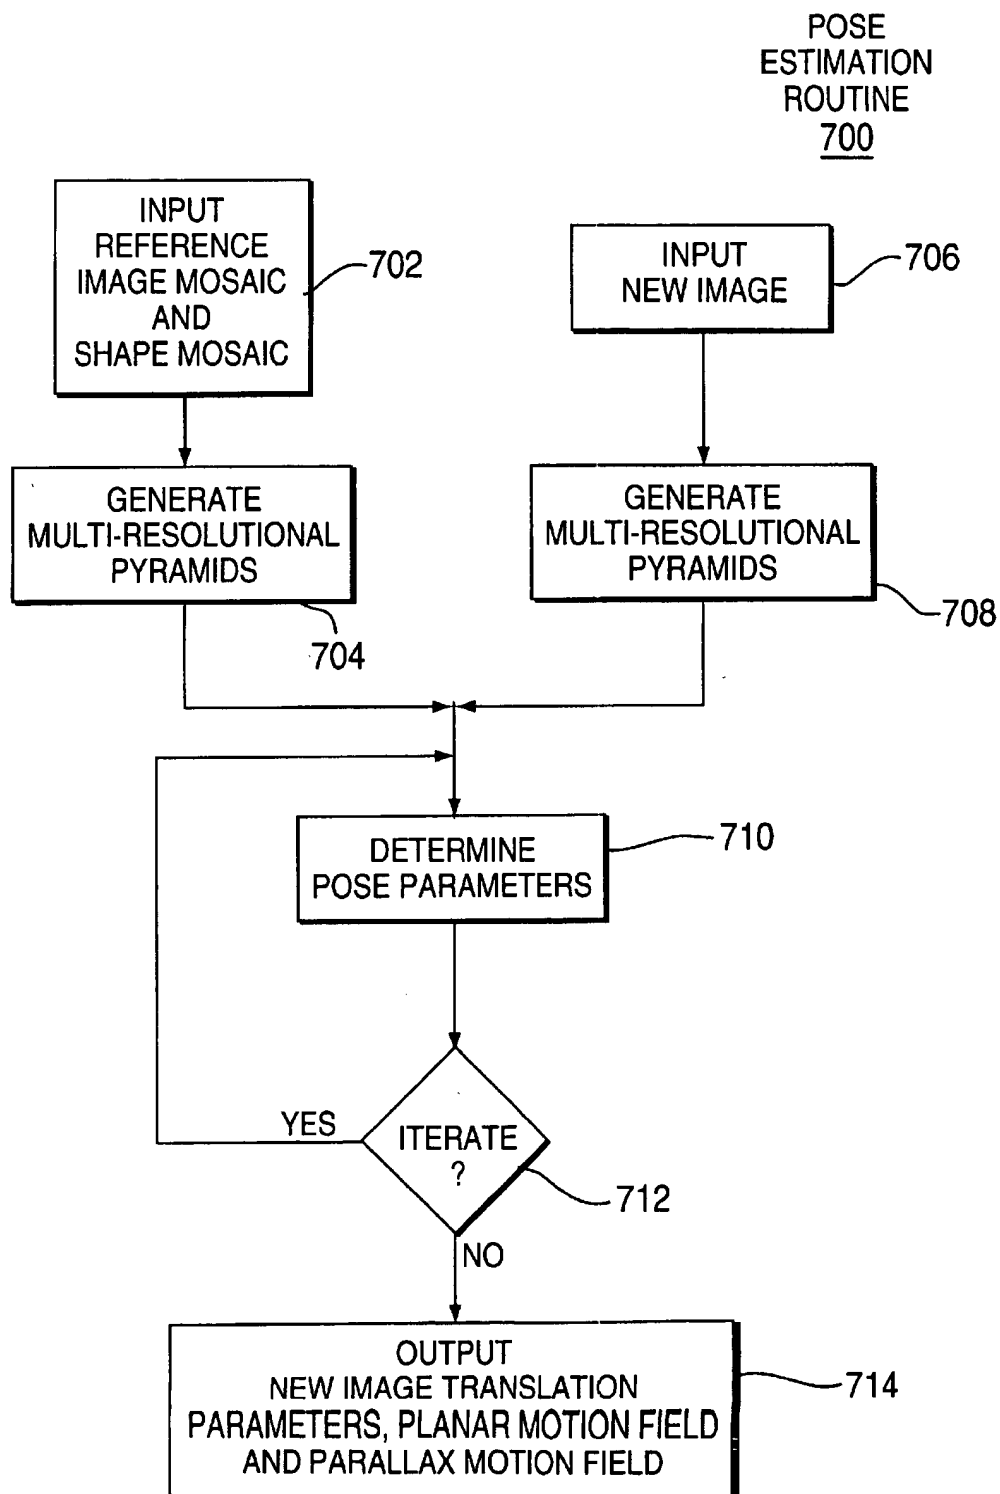 POSE
ESTIMATION
ROUTINE
700
INPUT
REFERENCE
IMAGE MOSAIC
AND
SHAPE MOSAIC
702
INPUT
NEW IMAGE
706
GENERATE
MULTI-RESOLUTIONAL
PYRAMIDS
704
GENERATE
MULTI-RESOLUTIONAL
PYRAMIDS
708
DETERMINE
POSE PARAMETERS
710
YES
ITERATE
?
712
NO
OUTPUT
NEW IMAGE TRANSLATION
PARAMETERS, PLANAR MOTION FIELD
AND PARALLAX MOTION FIELD
714